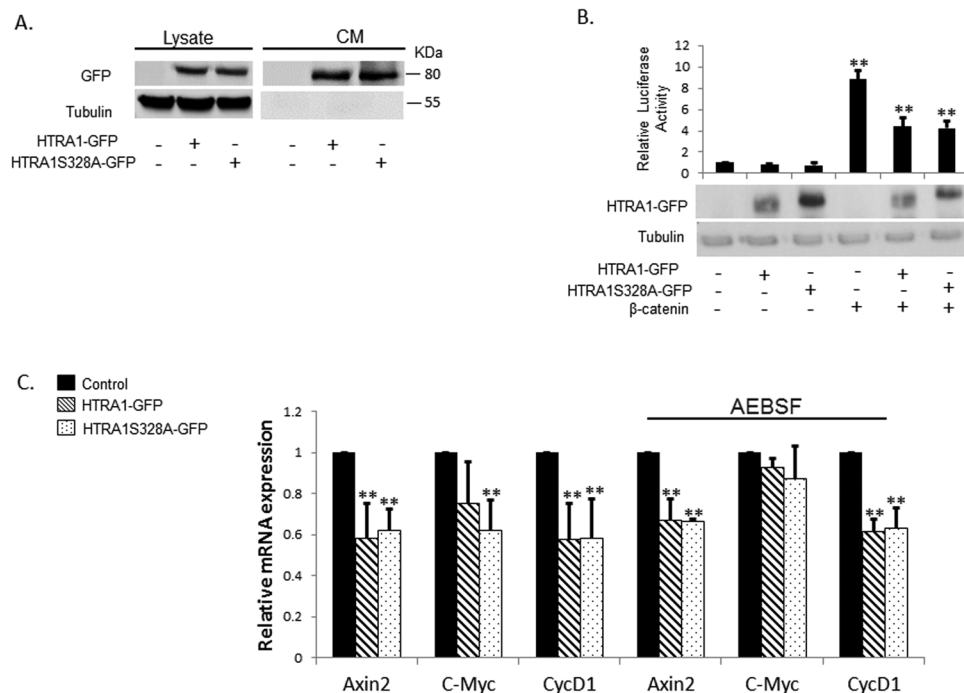 A.
Lysate CM
KDa
GFP
80
Tubulin
55
HTRA1-GFP - + - - + -
HTRA1S328A-GFP - - + - - +
B.
Relative Luciferase
Activity
12
10
8
6
4
2
0
** ** **
HTRA1-GFP
Tubulin
HTRA1-GFP - + - - + -
HTRA1S328A-GFP - - + - - +
β-catenin - - - + + +
C.
Control
HTRA1-GFP
HTRA1S328A-GFP
AEBSF
Relative mRNA expression
1.2
1
0.8
0.6
0.4
0.2
0
** ** ** ** ** ** ** ** **
Axin2 C-Myc CycD1 Axin2 C-Myc CycD1